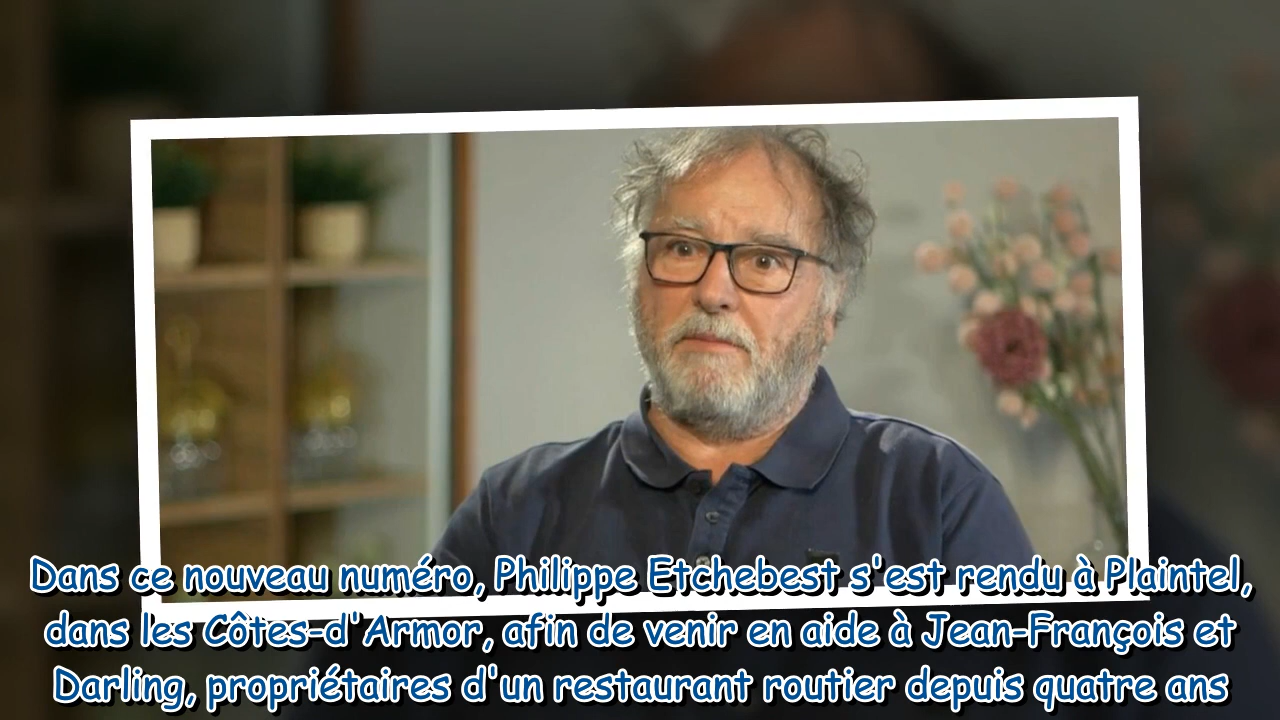 Dans ce nouveau numéro, Philippe Etchebest s'est rendu à Plaintel,
dans les Côtes-d'Armor, afin de venir en aide à Jean-François et
Darling, propriétaires d'un restaurant routier depuis quatre ans